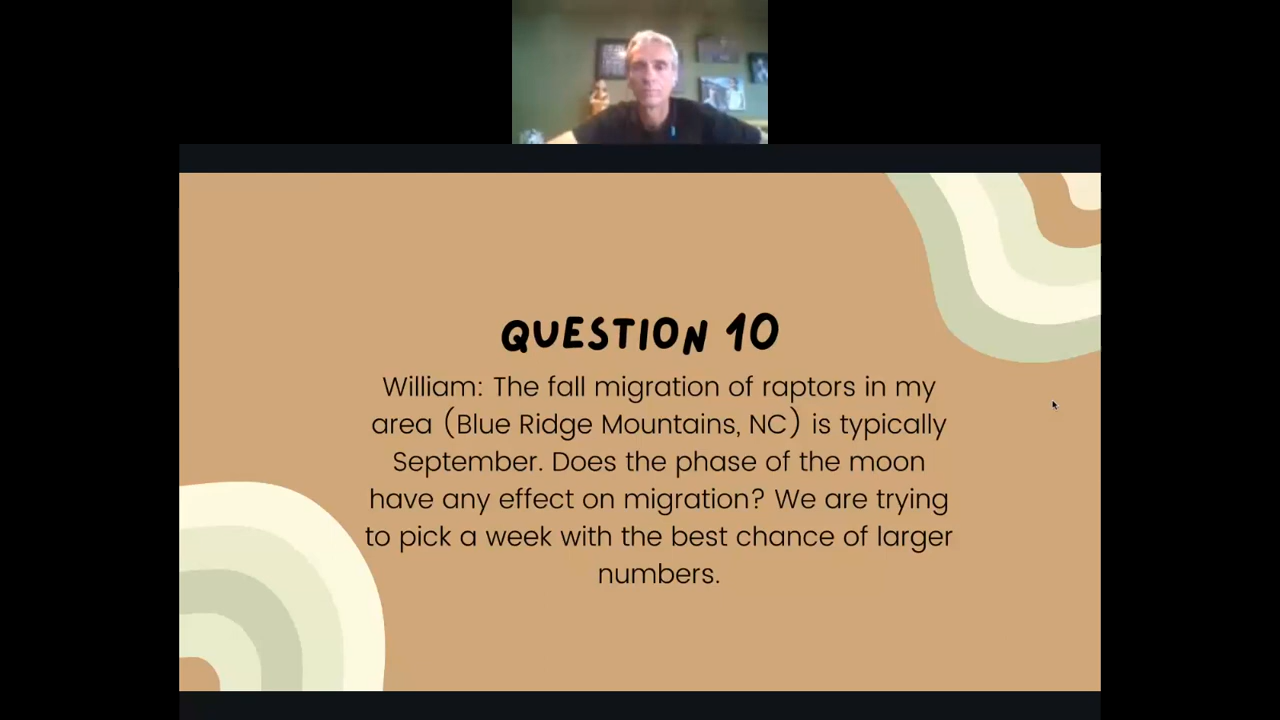 QUESTION 10
William: The fall migration of raptors in my
area (Blue Ridge Mountains, NC) is typically
September. Does the phase of the moon
have any effect on migration? We are trying
to pick a week with the best chance of larger
numbers.